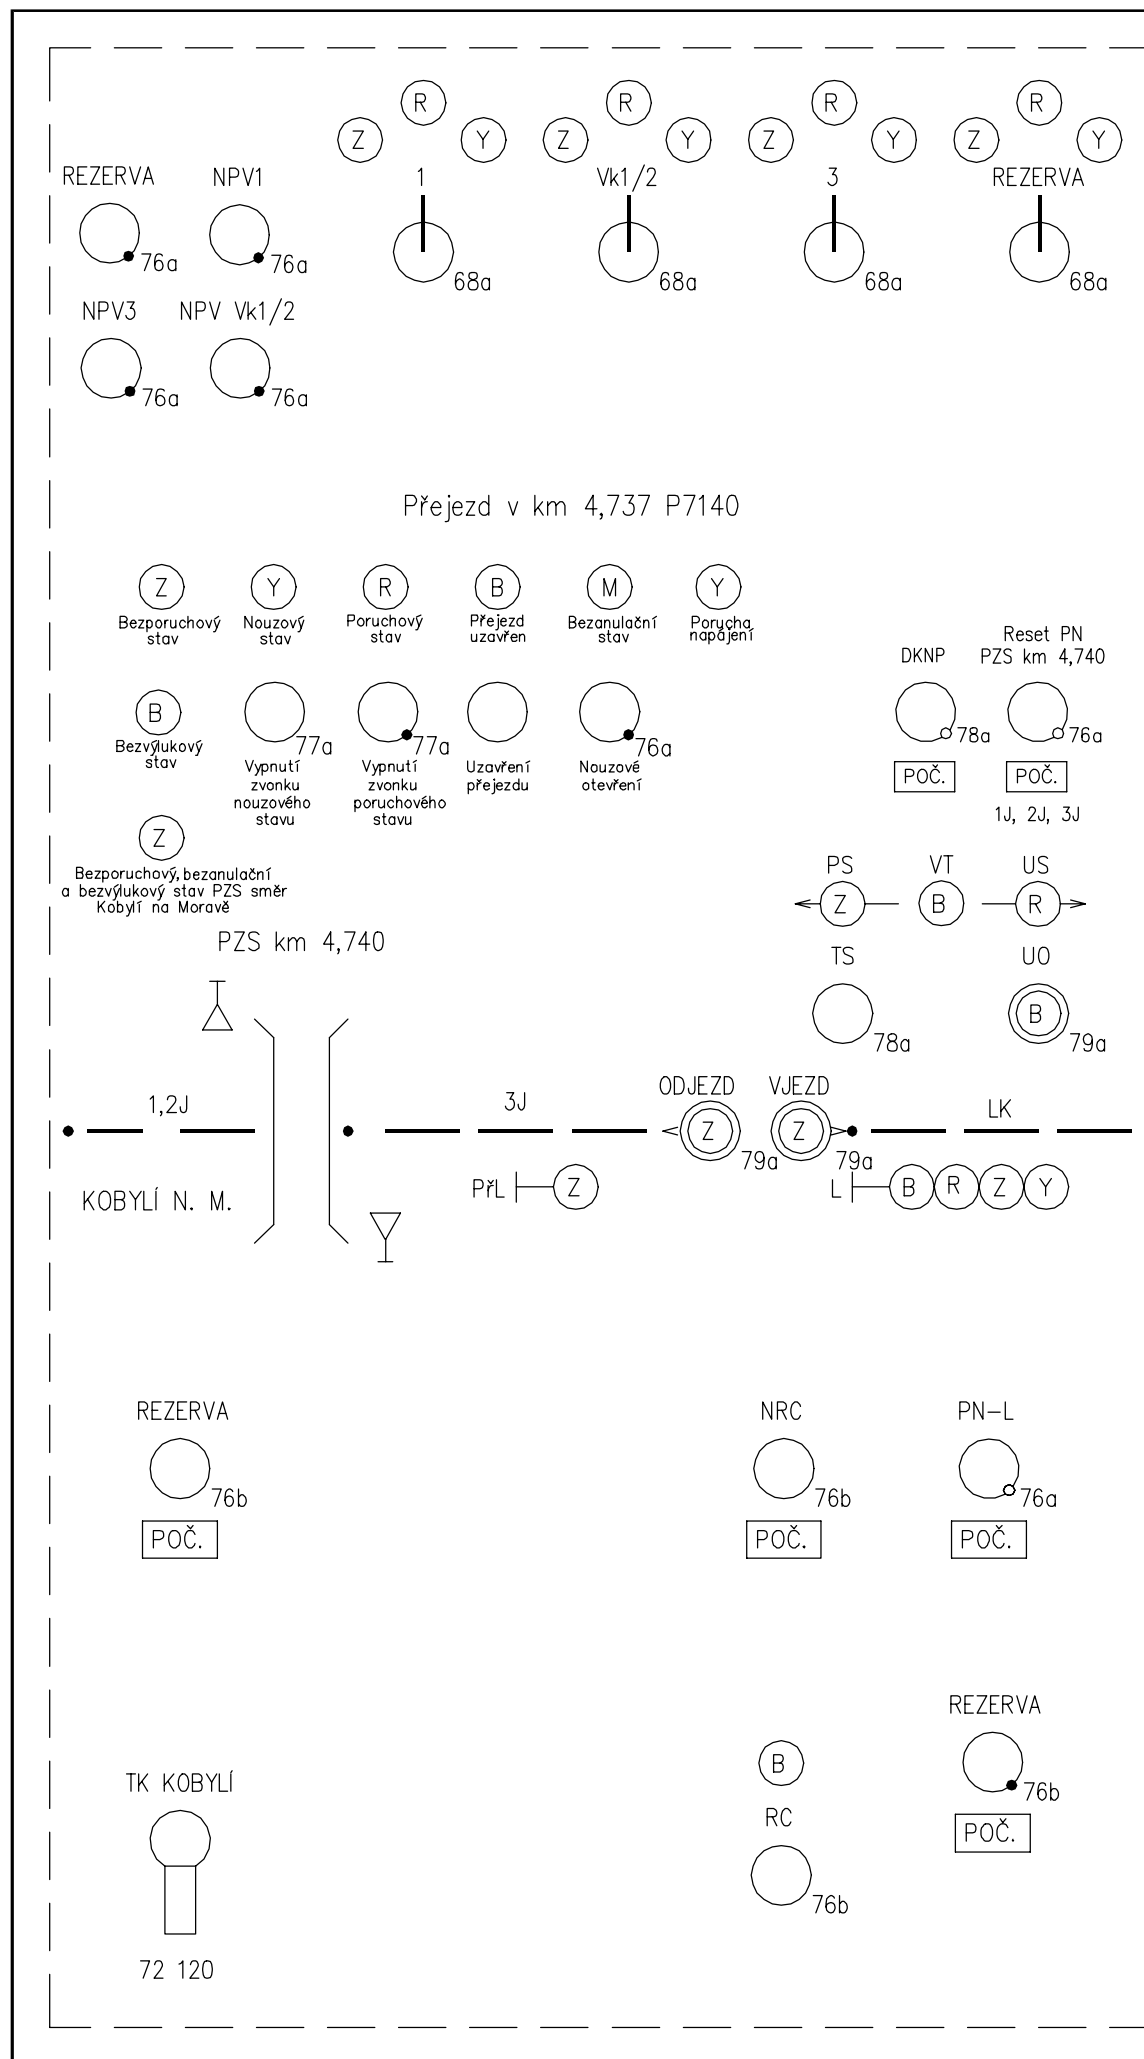 R R R R
Z Y Z Y Z Y Z Y
REZERVA NPV1 1 Vk1/2 3 REZERVA
76a 76a 68a 68a 68a 68a
NPV3 NPV Vk1/2
76a 76a
Přejezd v km 4,737 P7140
Z Y R B M Y
Bezporuchový
stav
Nouzový
stav
Poruchový
stav
Přejezd
uzavřen
Bezanulační
stav
Porucha
napájení
DKNP
78a
POČ.
Reset PN
PZS km 4,740
76a
POČ.
1J, 2J, 3J
B
Bezvýlukový
stav
77a
Vypnutí
zvonku
nouzového
stavu
77a
Vypnutí
zvonku
poruchového
stavu
Uzavření
přejezdu
76a
Nouzové
otevření
Z
Bezporuchový, bezanulační
a bezvýlukový stav PZS směr
Kobylí na Moravě
PS VT US
Z B R
PZS km 4,740
TS UO
B
78a 79a
1,2J 3J ODJEZD VJEZD LK
Z Z
79a 79a
KOBYLÍ N. M. PřL Z L B R Z Y
REZERVA NRC PN-L
76b 76b 76a
POČ. POČ. POČ.
REZERVA
76b
POČ.
B
RC
76b
TK KOBYLÍ
72 120